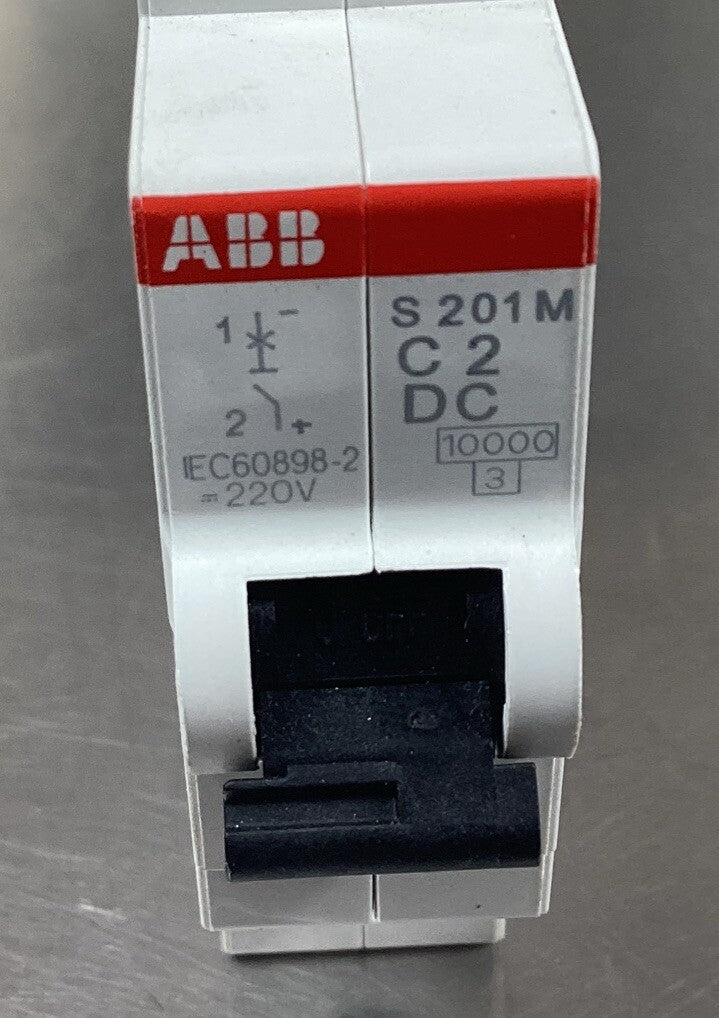 ABB
1 -
2 +
IEC60898-2
⎓220V
S 201 M
C 2
DC
10000
3